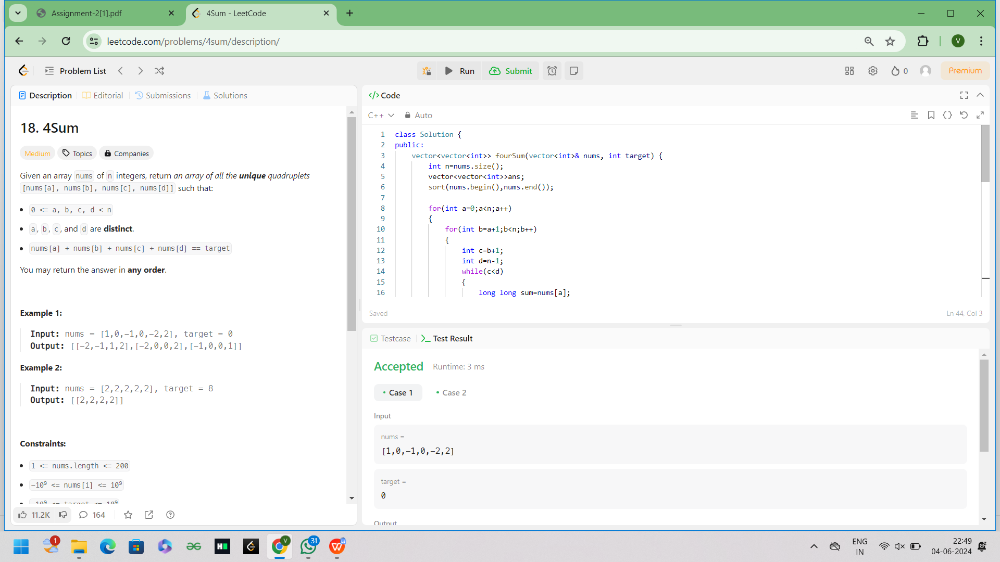 Assignment-2[1].pdf
4Sum - LeetCode
leetcode.com/problems/4sum/description/
V
Problem List
Run
Submit
0
Premium
Description
Editorial
Submissions
Solutions
18. 4Sum
Medium
Topics
Companies
Given an array nums of n integers, return an array of all the unique quadruplets
[nums[a], nums[b], nums[c], nums[d]] such that:
• 0 <= a, b, c, d < n
• a, b, c, and d are distinct.
• nums[a] + nums[b] + nums[c] + nums[d] == target
You may return the answer in any order.
Example 1:
Input: nums = [1,0,-1,0,-2,2], target = 0
Output: [[-2,-1,1,2],[-2,0,0,2],[-1,0,0,1]]
Example 2:
Input: nums = [2,2,2,2,2], target = 8
Output: [[2,2,2,2]]
Constraints:
• 1 <= nums.length <= 200
• -10⁹ <= nums[i] <= 10⁹
• -10⁹ <= target <= 10⁹
11.2K
164
</> Code
C++
Auto
1 class Solution {
2 public:
3 vector<vector<int>> fourSum(vector<int>& nums, int target) {
4 int n=nums.size();
5 vector<vector<int>>ans;
6 sort(nums.begin(),nums.end());
7
8 for(int a=0;a<n;a++)
9 {
10 for(int b=a+1;b<n;b++)
11 {
12 int c=b+1;
13 int d=n-1;
14 while(c<d)
15 {
16 long long sum=nums[a];
Saved
Ln 44, Col 3
Testcase
Test Result
Accepted
Runtime: 3 ms
• Case 1
• Case 2
Input
nums =
[1,0,-1,0,-2,2]
target =
0
Output
1
V
31
ENG
IN
22:49
04-06-2024